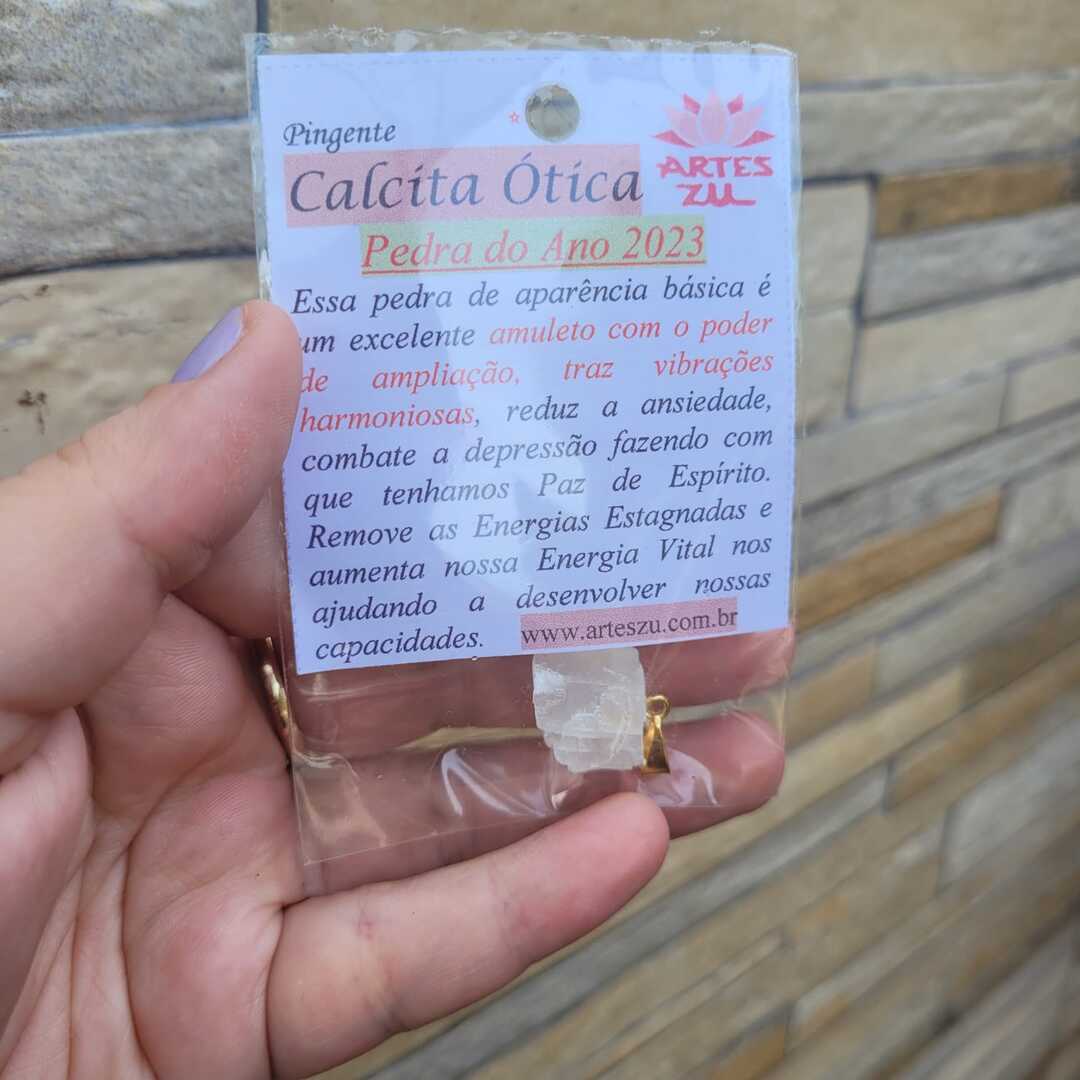 Pingente
Calcita Ótica
ARTES
ZU
Pedra do Ano 2023
Essa pedra de aparência básica é
um excelente amuleto com o poder
de ampliação, traz vibrações
harmoniosas, reduz a ansiedade,
combate a depressão fazendo com
que tenhamos Paz de Espírito.
Remove as Energias Estagnadas e
aumenta nossa Energia Vital nos
ajudando a desenvolver nossas
capacidades. www.arteszu.com.br